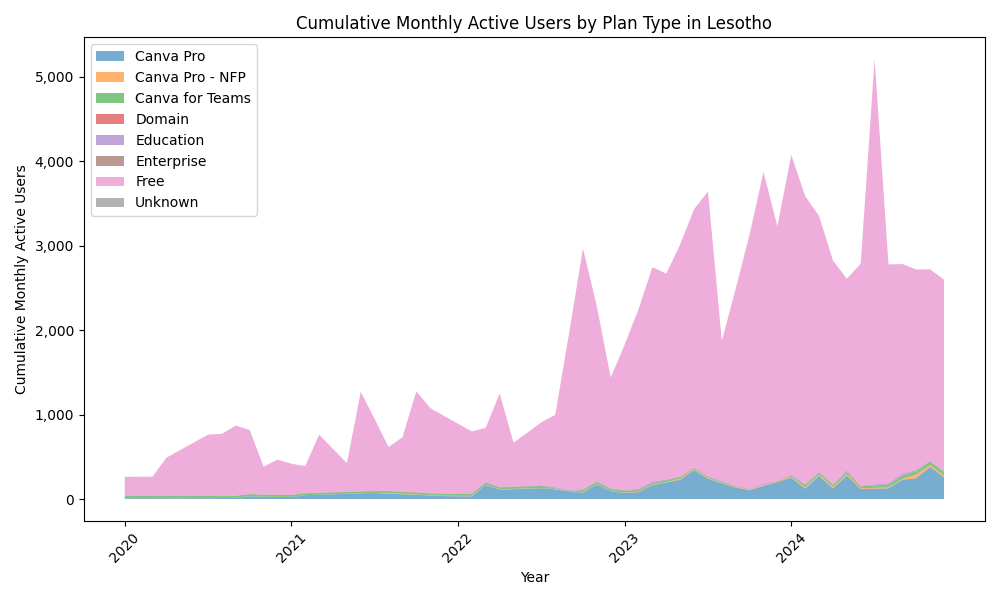 Cumulative Monthly Active Users by Plan Type in Lesotho
Canva Pro
Canva Pro - NFP
Canva for Teams
Domain
Education
Enterprise
Free
Unknown
5,000
4,000
3,000
2,000
1,000
0
Cumulative Monthly Active Users
2020
2021
2022
2023
2024
Year